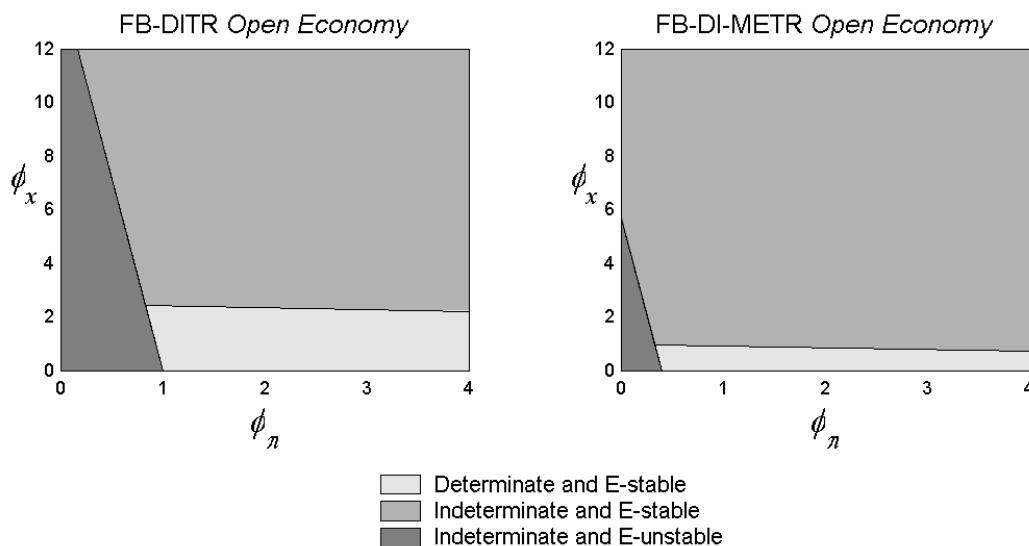 FB-DITR Open Economy
12
10
8
6
4
2
0
ϕx
0 1 2 3 4
ϕπ
FB-DI-METR Open Economy
12
10
8
6
4
2
0
ϕx
0 1 2 3 4
ϕπ
Determinate and E-stable
Indeterminate and E-stable
Indeterminate and E-unstable